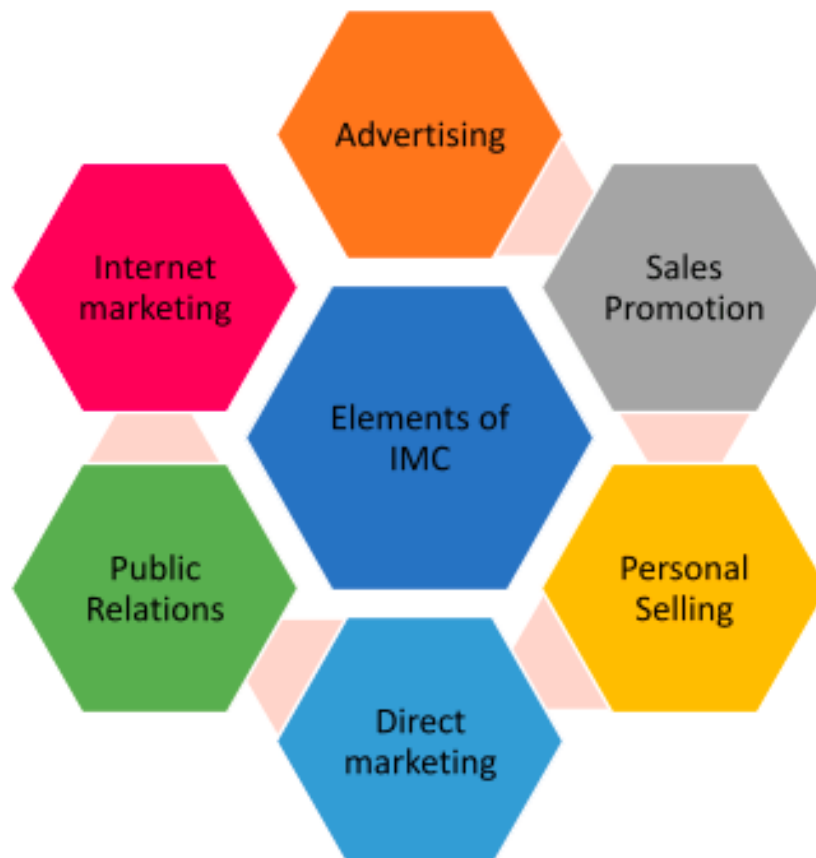 Advertising
Sales
Promotion
Personal
Selling
Direct
marketing
Public
Relations
Internet
marketing
Elements of
IMC